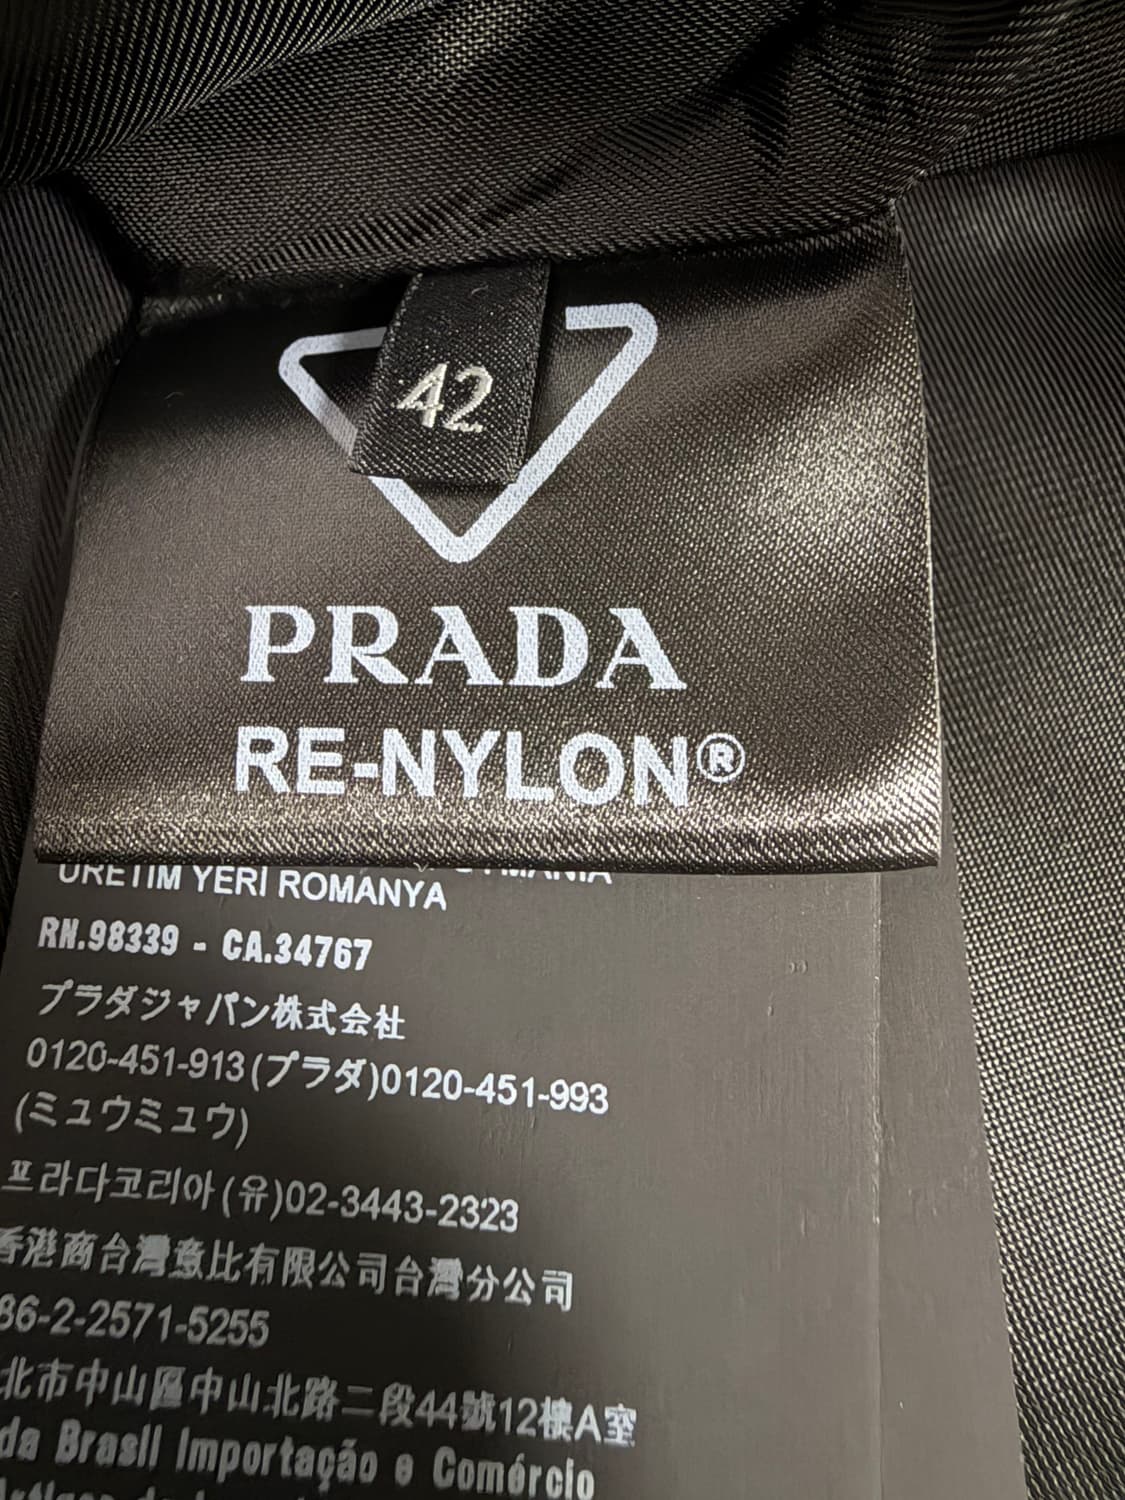 42
PRADA
RE-NYLON®
ÜRETIM YERİ ROMANYA
RN.98339 - CA.34767
プラダジャパン株式会社
0120-451-913(プラダ)0120-451-993
(ミュウミュウ)
프라다코리아(유)02-3443-2323
香港商台灣意比有限公司台灣分公司
86-2-2571-5255
北市中山區中山北路二段44號12樓A室
da Brasil Importação e Comércio